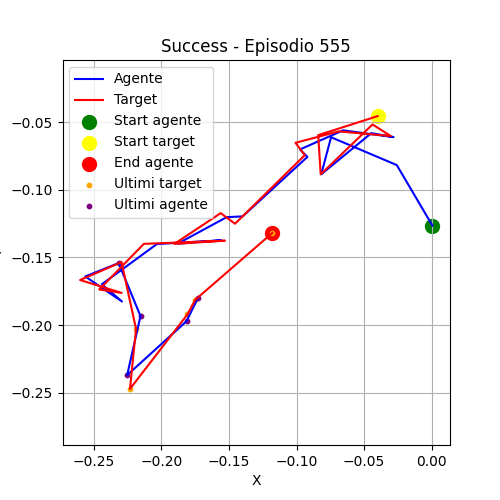 Success - Episodio 555
Agente
Target
Start agente
Start target
End agente
Ultimi target
Ultimi agente
−0.05
−0.10
−0.15
−0.20
−0.25
−0.25 −0.20 −0.15 −0.10 −0.05 0.00
X